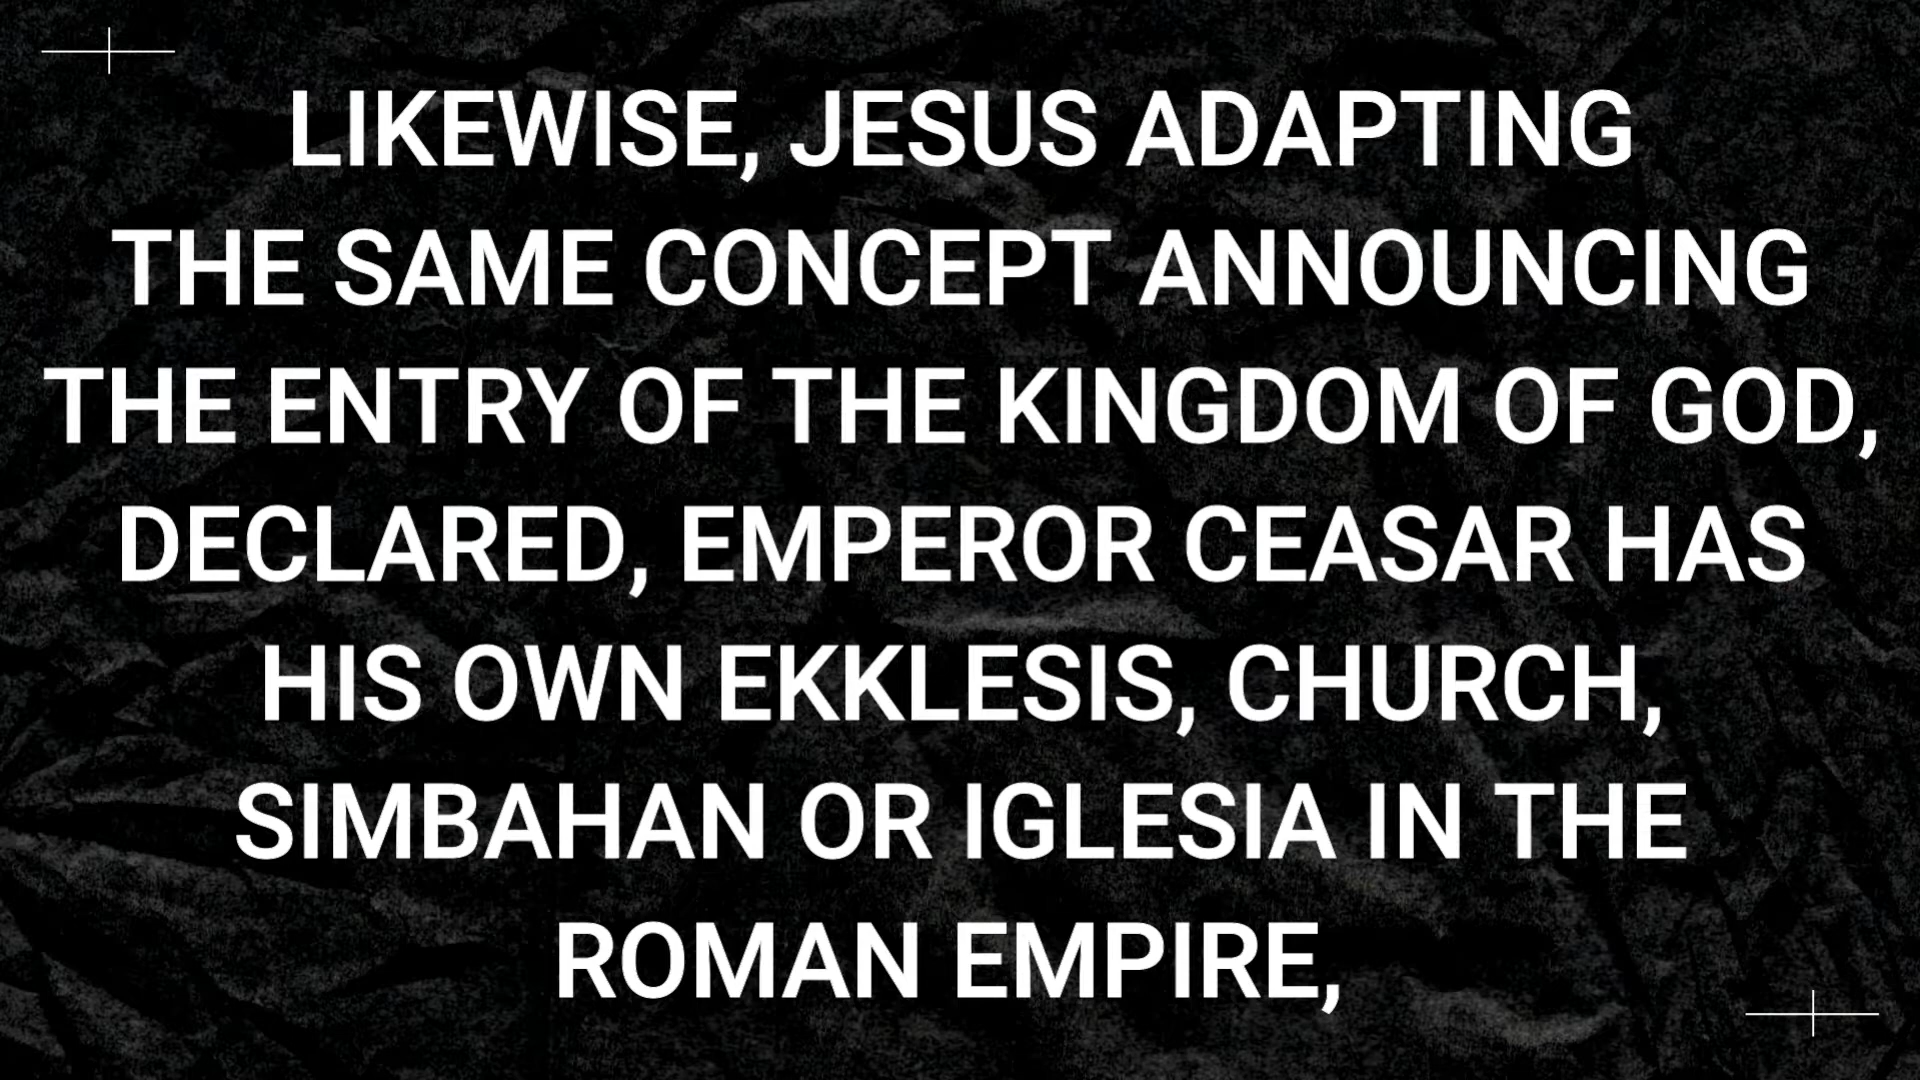 LIKEWISE, JESUS ADAPTING
THE SAME CONCEPT ANNOUNCING
THE ENTRY OF THE KINGDOM OF GOD,
DECLARED, EMPEROR CEASAR HAS
HIS OWN EKKLESIS, CHURCH,
SIMBAHAN OR IGLESIA IN THE
ROMAN EMPIRE,